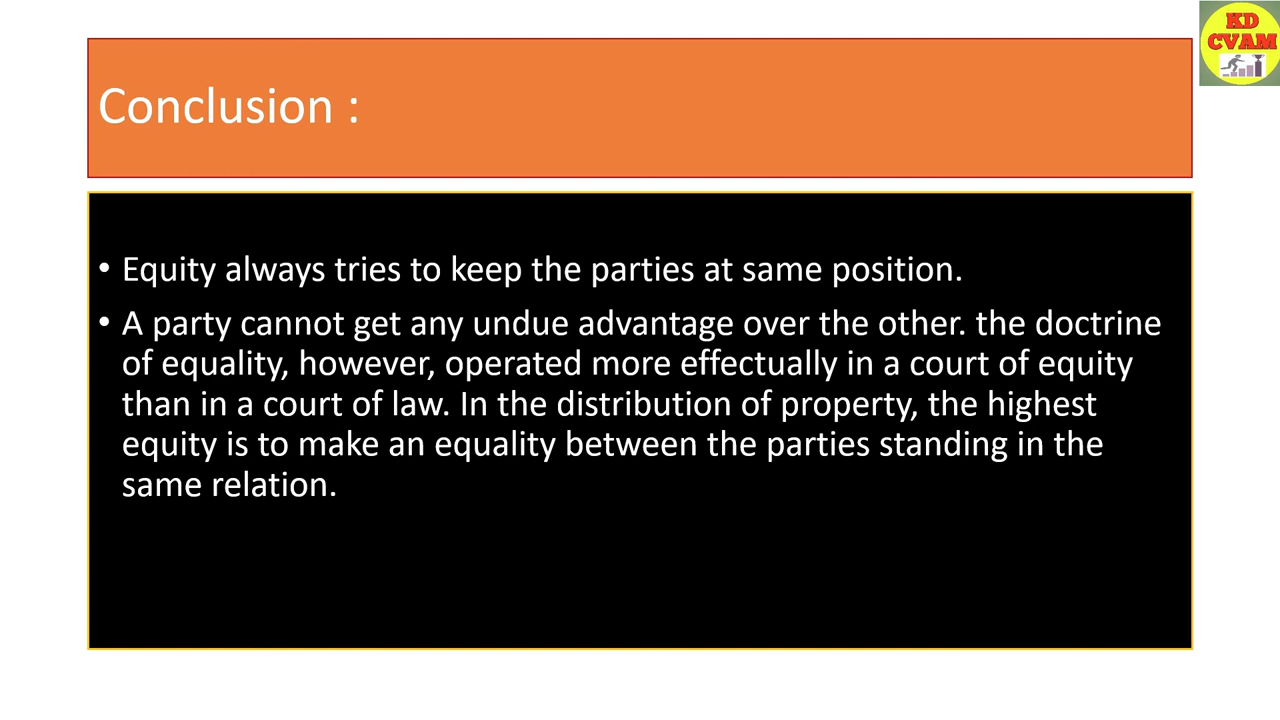 KD
CVAM
Conclusion :
• Equity always tries to keep the parties at same position.
• A party cannot get any undue advantage over the other. the doctrine
of equality, however, operated more effectually in a court of equity
than in a court of law. In the distribution of property, the highest
equity is to make an equality between the parties standing in the
same relation.